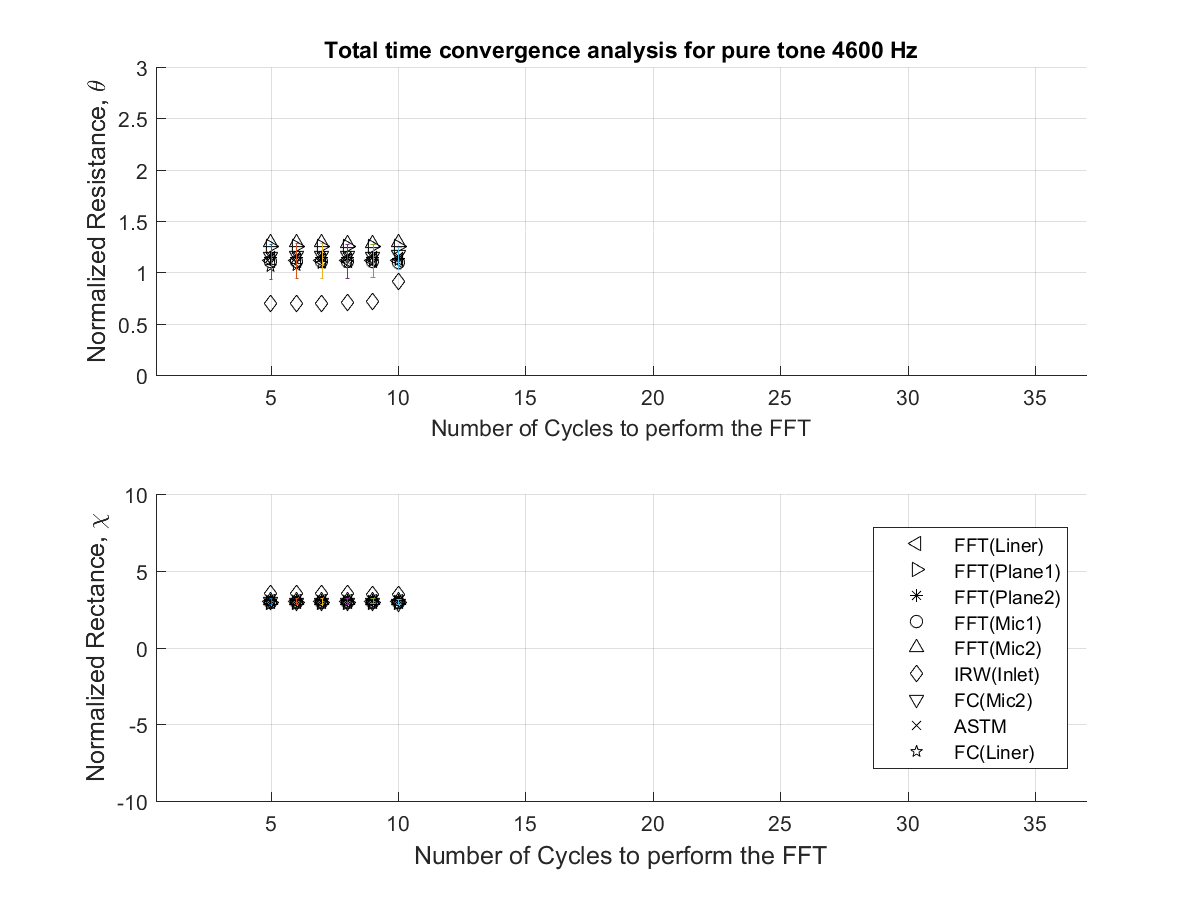 Total time convergence analysis for pure tone 4600 Hz
Normalized Resistance, θ
3
2.5
2
1.5
1
0.5
0
5 10 15 20 25 30 35
Number of Cycles to perform the FFT
Normalized Rectance, χ
10
5
0
-5
-10
FFT(Liner)
FFT(Plane1)
FFT(Plane2)
FFT(Mic1)
FFT(Mic2)
IRW(Inlet)
FC(Mic2)
ASTM
FC(Liner)
5 10 15 20 25 30 35
Number of Cycles to perform the FFT